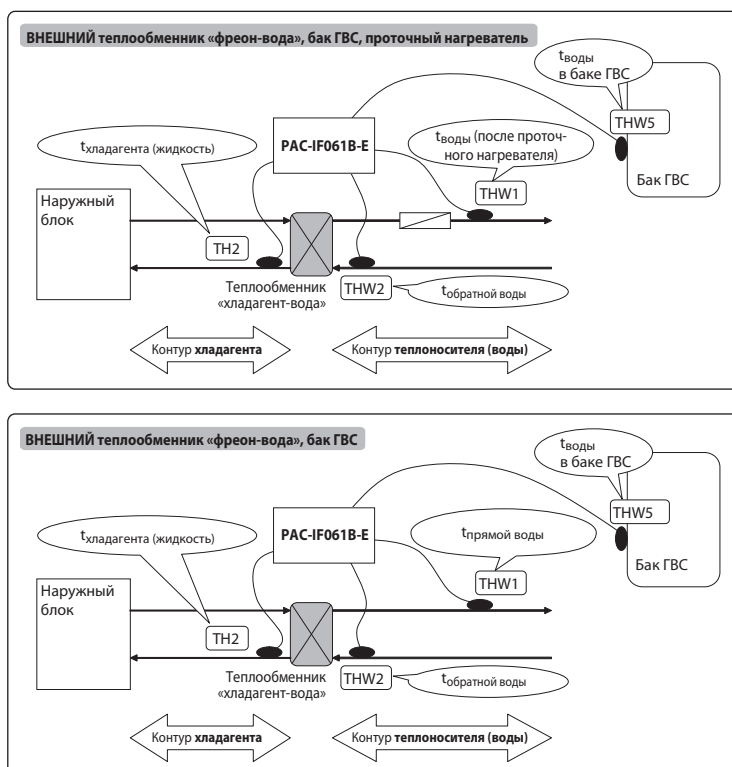 ВНЕШНИЙ теплообменник «фреон-вода», бак ГВС, проточный нагреватель
tводы
в баке ГВС
THW5
Бак ГВС
PAC-IF061B-E
tводы (после проточ-
ного нагревателя)
THW1
tхладагента (жидкость)
Наружный
блок
TH2
Теплообменник
«хладагент-вода»
THW2
tобратной воды
Контур хладагента
Контур теплоносителя (воды)
ВНЕШНИЙ теплообменник «фреон-вода», бак ГВС
tводы
в баке ГВС
THW5
Бак ГВС
PAC-IF061B-E
tпрямой воды
THW1
tхладагента (жидкость)
Наружный
блок
TH2
Теплообменник
«хладагент-вода»
THW2
tобратной воды
Контур хладагента
Контур теплоносителя (воды)